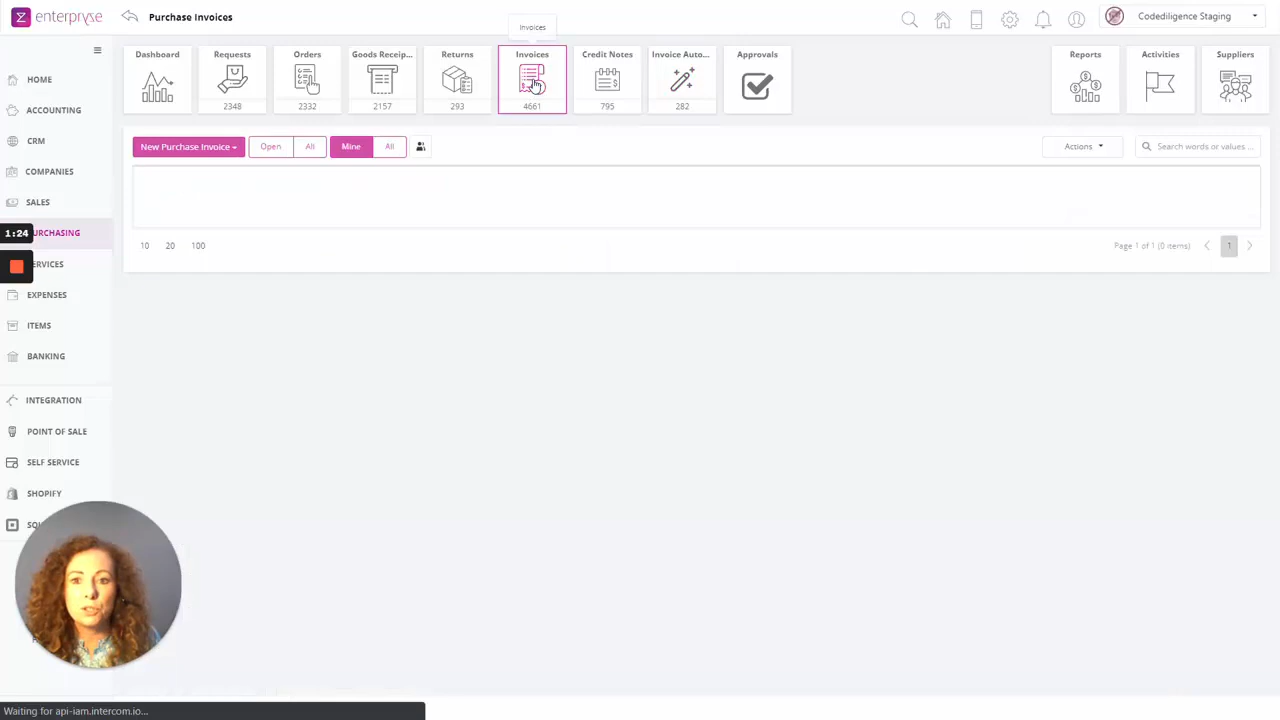 enterpryze
Purchase Invoices
Invoices
Codediligence Staging
HOME
ACCOUNTING
CRM
COMPANIES
SALES
1:24
URCHASING
ERVICES
EXPENSES
ITEMS
BANKING
INTEGRATION
POINT OF SALE
SELF SERVICE
SHOPIFY
SQ
Dashboard
Requests
2348
Orders
2332
Goods Receip...
2157
Returns
293
Invoices
4661
Credit Notes
795
Invoice Auto...
282
Approvals
Reports
Activities
Suppliers
New Purchase Invoice
Open
All
Mine
All
Actions
Search words or values ...
10 20 100
Page 1 of 1 (0 items)
1
Waiting for api-iam.intercom.io...